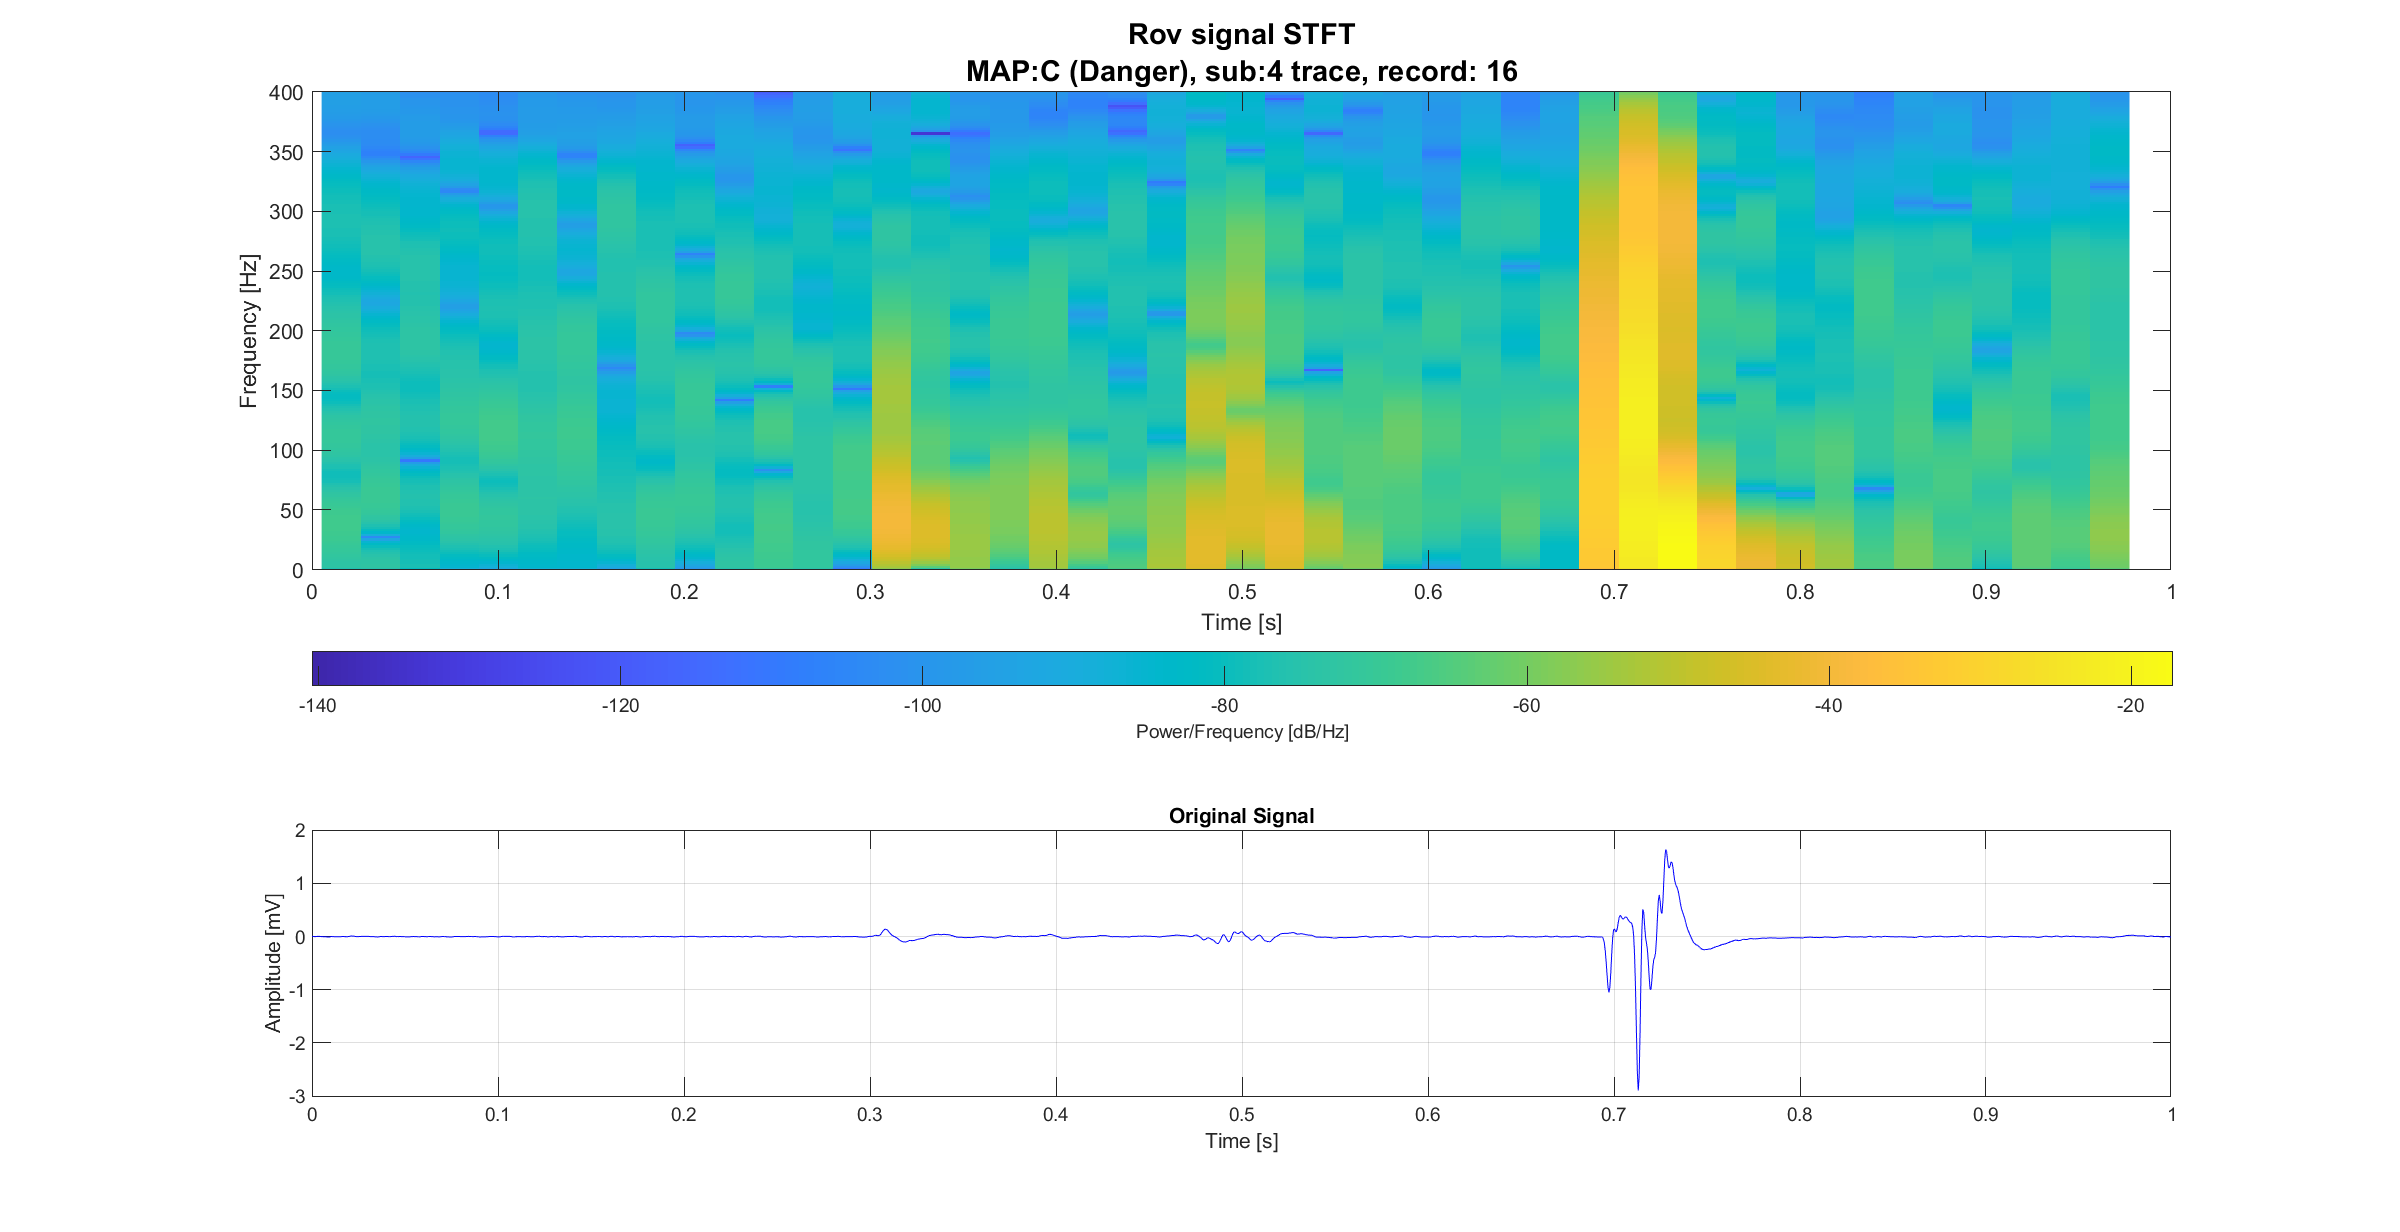 Rov signal STFT
MAP:C (Danger), sub:4 trace, record: 16
400
350
300
250
200
150
100
50
0
Frequency [Hz]
0 0.1 0.2 0.3 0.4 0.5 0.6 0.7 0.8 0.9 1
Time [s]
-140 -120 -100 -80 -60 -40 -20
Power/Frequency [dB/Hz]
Original Signal
2
1
0
-1
-2
-3
Amplitude [mV]
0 0.1 0.2 0.3 0.4 0.5 0.6 0.7 0.8 0.9 1
Time [s]